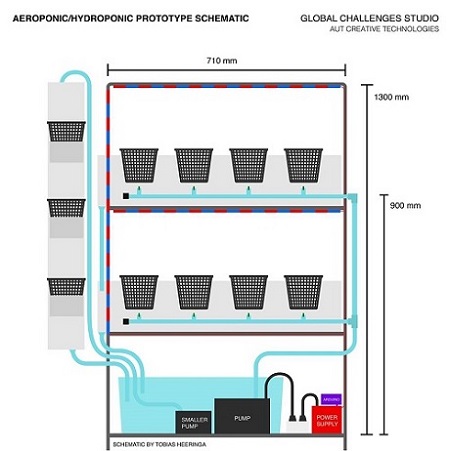 AEROPONIC/HYDROPONIC PROTOTYPE SCHEMATIC
GLOBAL CHALLENGES STUDIO
AUT CREATIVE TECHNOLOGIES
710 mm
1300 mm
900 mm
SMALLER
PUMP
PUMP
ARDUINO
POWER
SUPPLY
SCHEMATIC BY TOBIAS HEERINGA